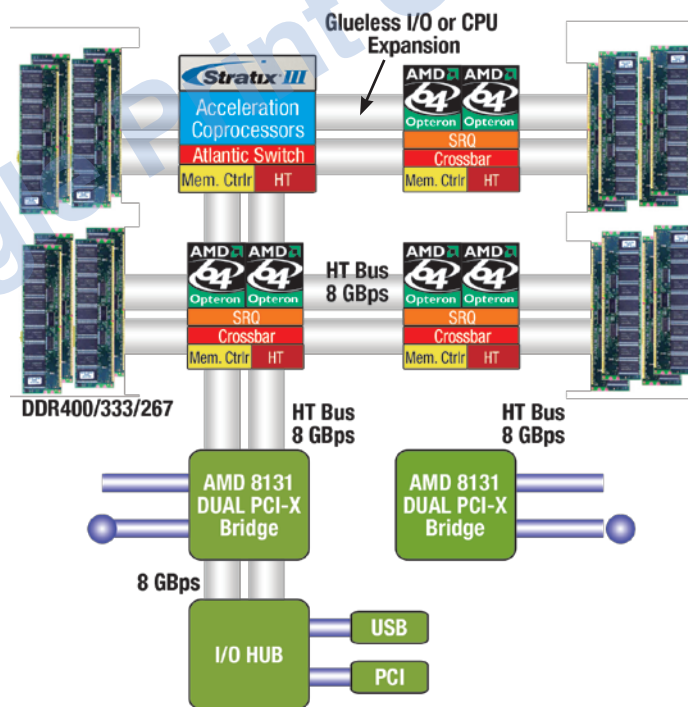 Glueless I/O or CPU
Expansion
Stratix III
Acceleration
Coprocessors
Atlantic Switch
Mem. Ctrlr HT
AMD AMD
64 64
Opteron Opteron
SRQ
Crossbar
Mem. Ctrlr HT
AMD AMD
64 64
Opteron Opteron
SRQ
Crossbar
Mem. Ctrlr HT
HT Bus
8 GBps
AMD AMD
64 64
Opteron Opteron
SRQ
Crossbar
Mem. Ctrlr HT
DDR400/333/267
HT Bus
8 GBps
HT Bus
8 GBps
AMD 8131
DUAL PCI-X
Bridge
AMD 8131
DUAL PCI-X
Bridge
8 GBps
I/O HUB
USB
PCI